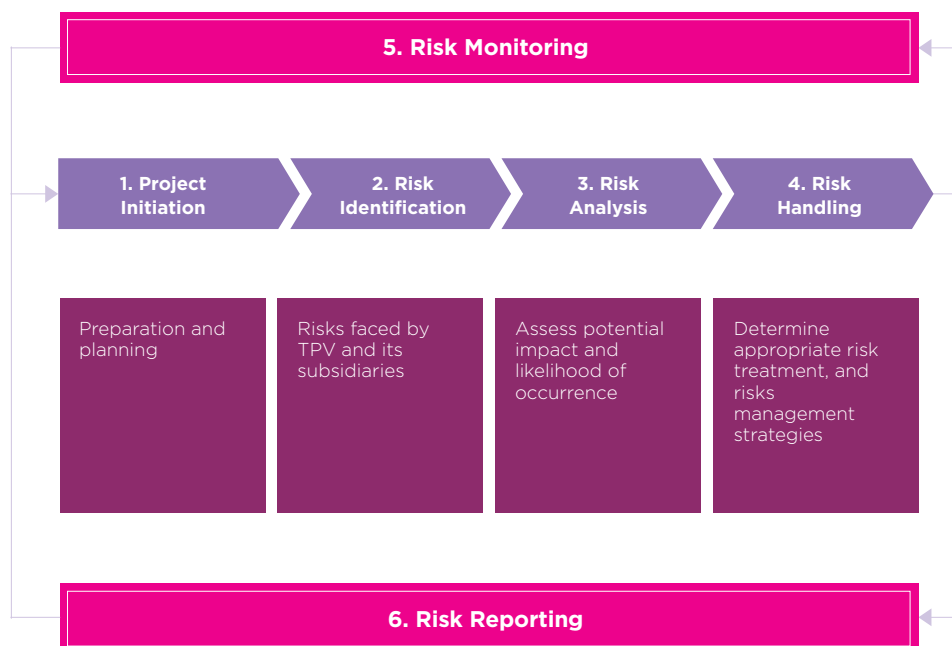 5. Risk Monitoring
1. Project
Initiation
2. Risk
Identification
3. Risk
Analysis
4. Risk
Handling
Preparation and
planning
Risks faced by
TPV and its
subsidiaries
Assess potential
impact and
likelihood of
occurrence
Determine
appropriate risk
treatment, and
risks
management
strategies
6. Risk Reporting